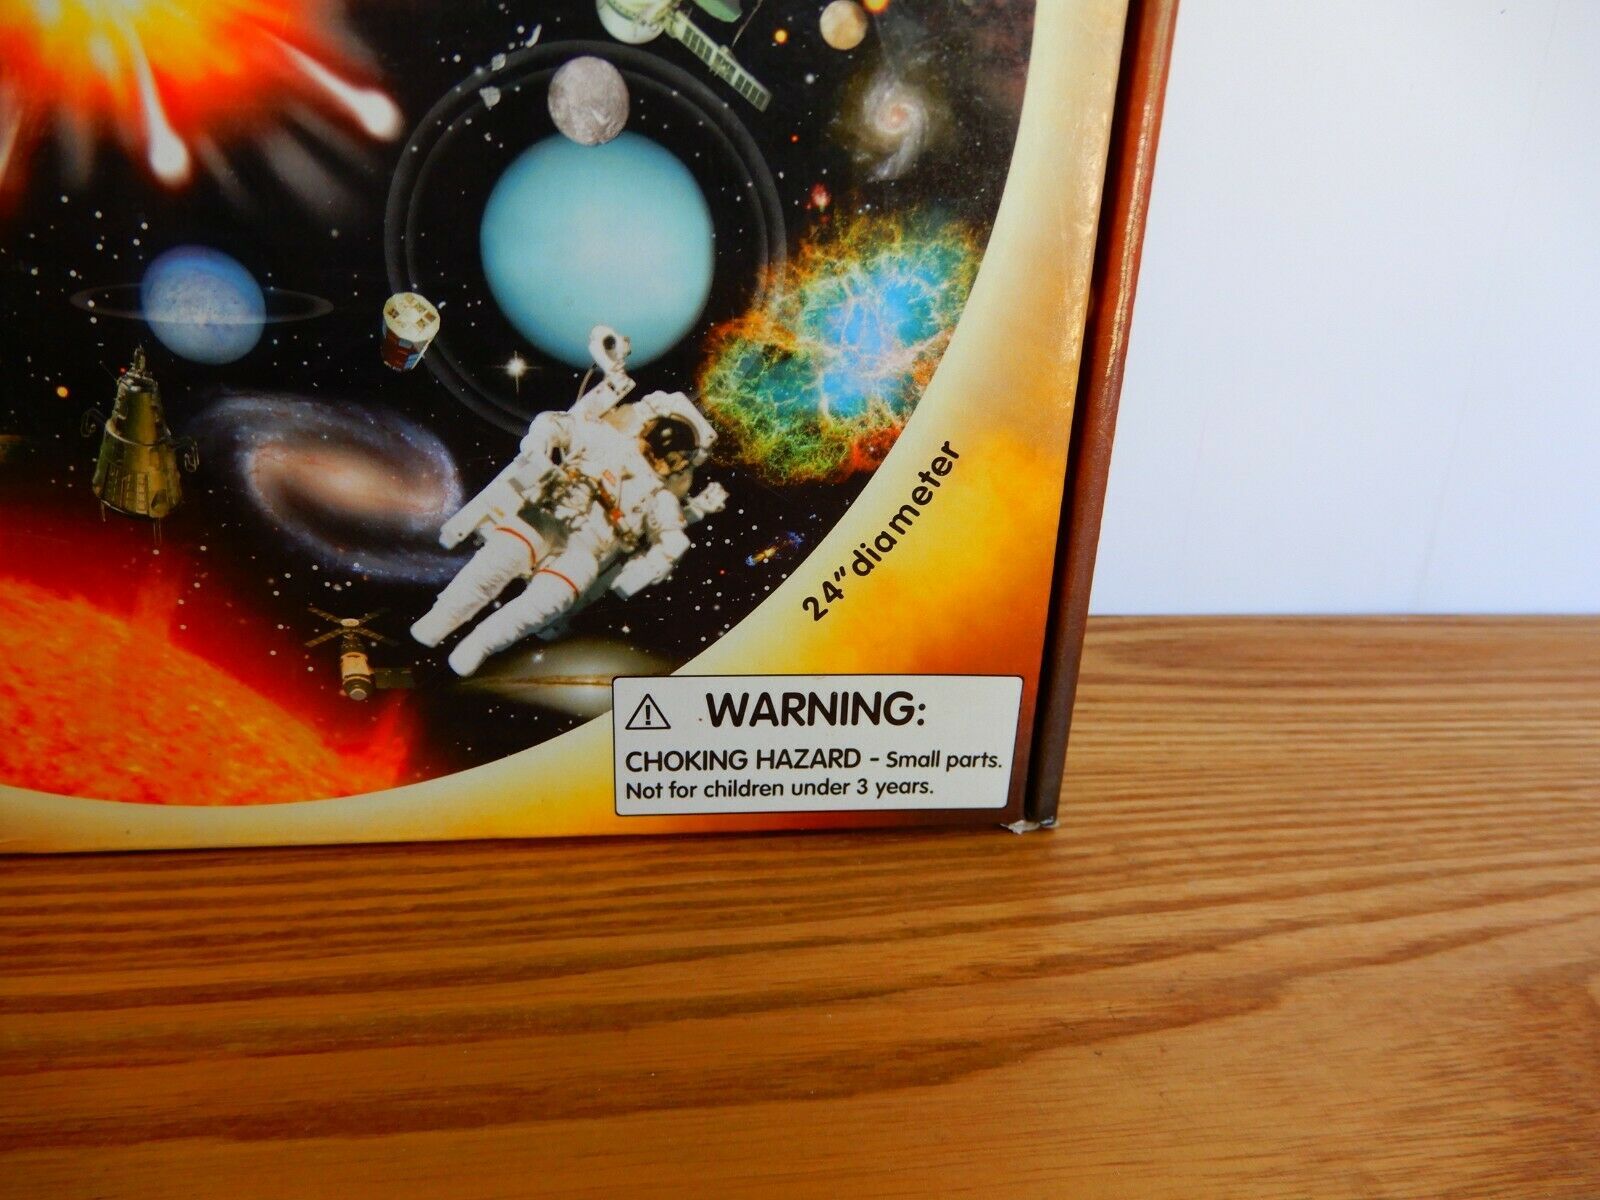 24" diameter
WARNING:
CHOKING HAZARD - Small parts.
Not for children under 3 years.